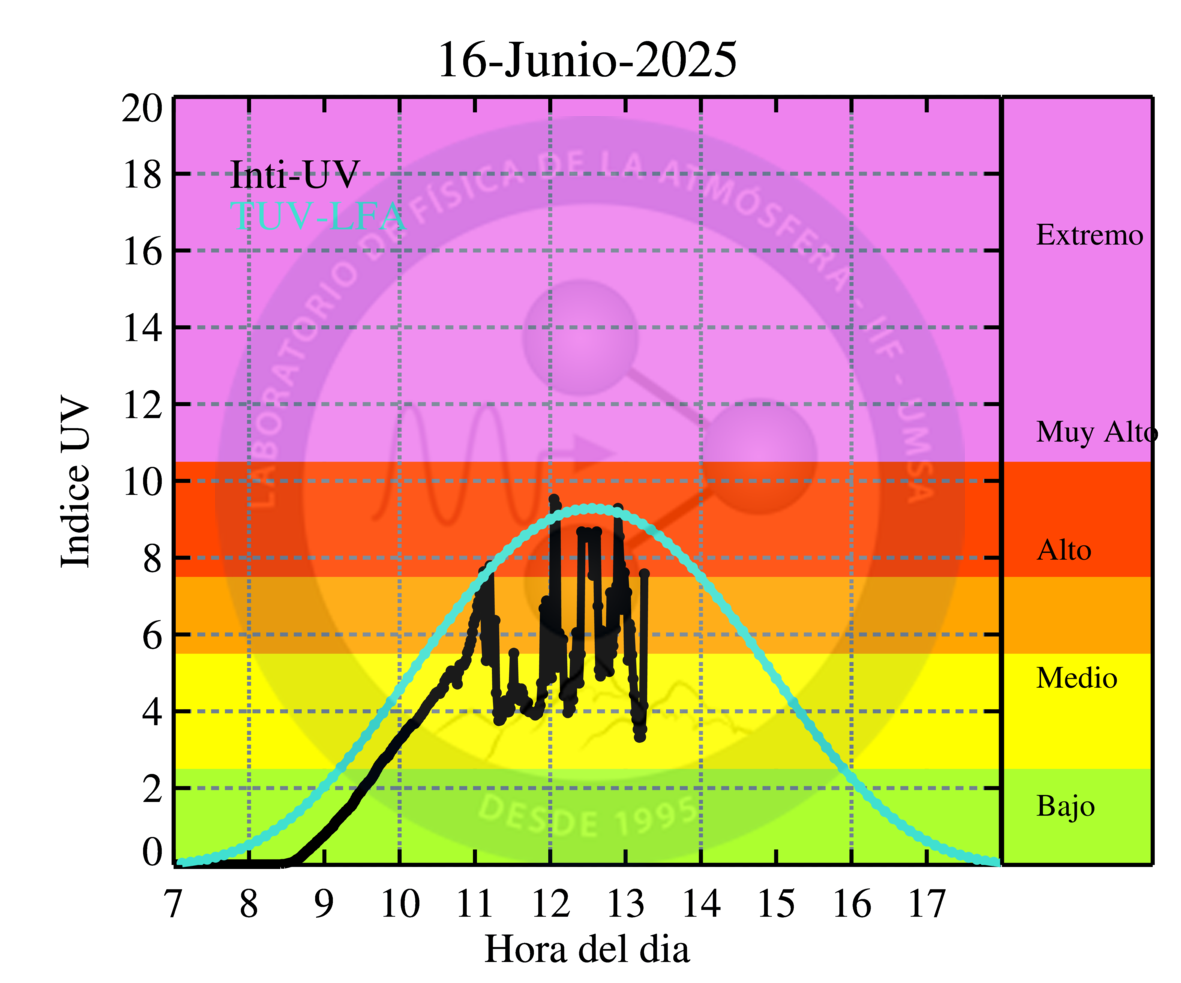 16-Junio-2025
Inti-UV
TUV-LFA
LABORATORIO DE FÍSICA DE LA ATMÓSFERA - IIF - UMSA
DESDE 1995
20
18
16
14
12
10
8
6
4
2
0
Indice UV
7 8 9 10 11 12 13 14 15 16 17
Hora del dia
Extremo
Muy Alto
Alto
Medio
Bajo